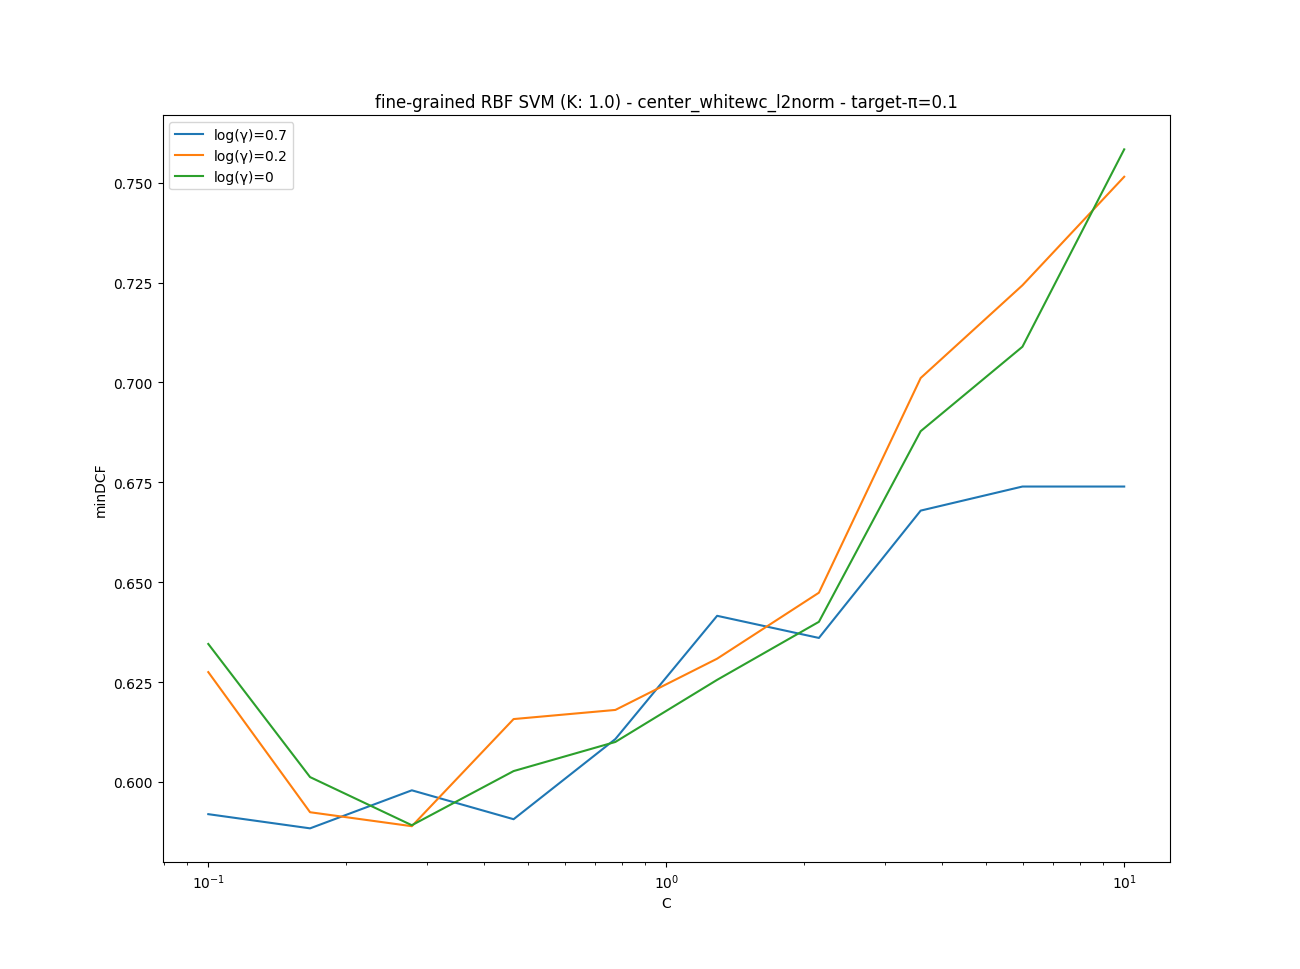 fine-grained RBF SVM (K: 1.0) - center_whitewc_l2norm - target-π=0.1
log(γ)=0.7
log(γ)=0.2
log(γ)=0
0.750
0.725
0.700
0.675
0.650
0.625
0.600
minDCF
10⁻¹ 10⁰ 10¹
C